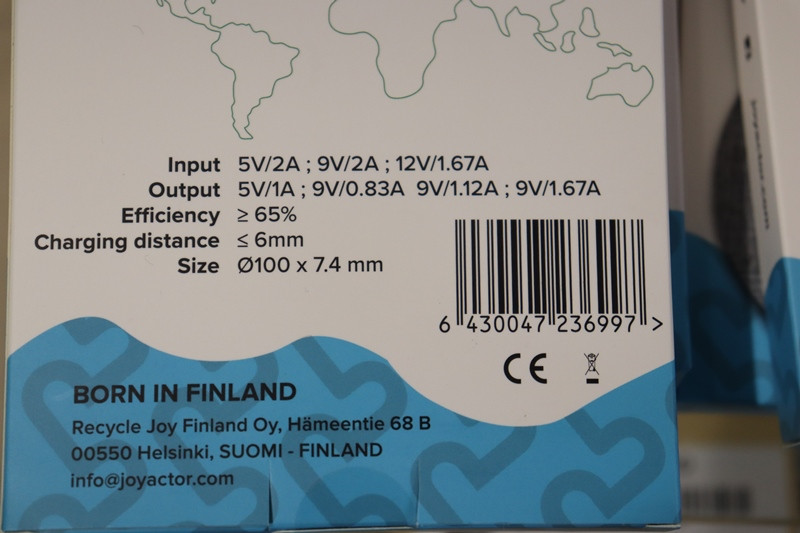 Input 5V/2A ; 9V/2A ; 12V/1.67A
Output 5V/1A ; 9V/0.83A 9V/1.12A ; 9V/1.67A
Efficiency ≥ 65%
Charging distance ≤ 6mm
Size Ø100 x 7.4 mm
6 430047 236997 >
CE
BORN IN FINLAND
Recycle Joy Finland Oy, Hämeentie 68 B
00550 Helsinki, SUOMI - FINLAND
info@joyactor.com